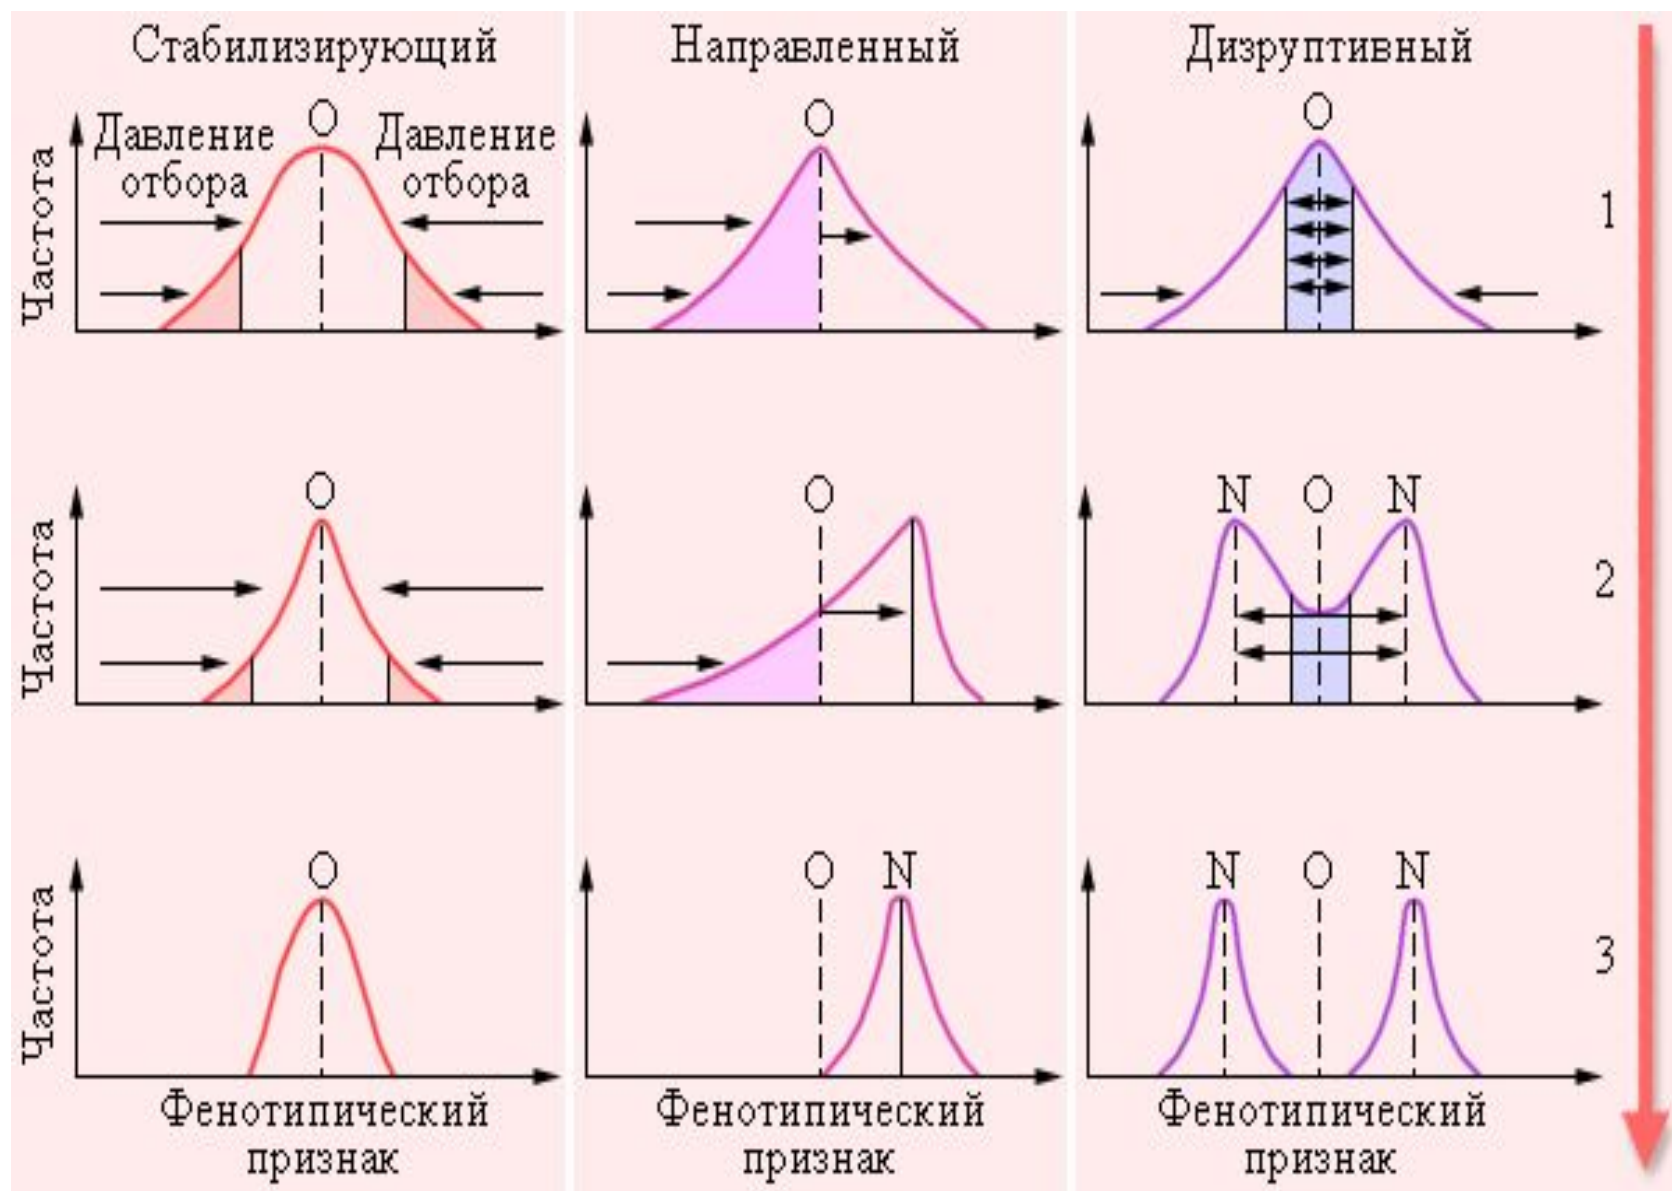 Стабилизирующий
Направленный
Дизруптивный
О
Давление отбора
Давление отбора
Частота
О
О
1
О
Частота
О
N О N
2
О
Частота
О N
N О N
3
Фенотипический
признак
Фенотипический
признак
Фенотипический
признак